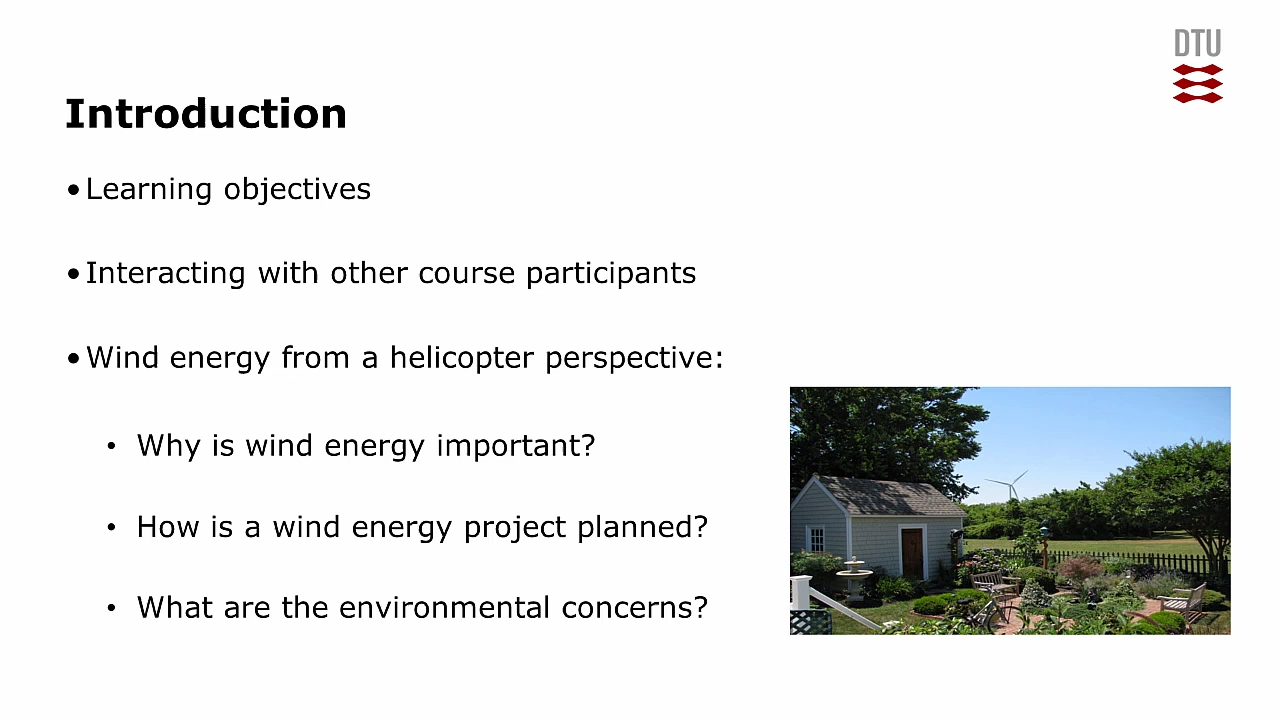 DTU
Introduction
• Learning objectives
• Interacting with other course participants
• Wind energy from a helicopter perspective:
• Why is wind energy important?
• How is a wind energy project planned?
• What are the environmental concerns?